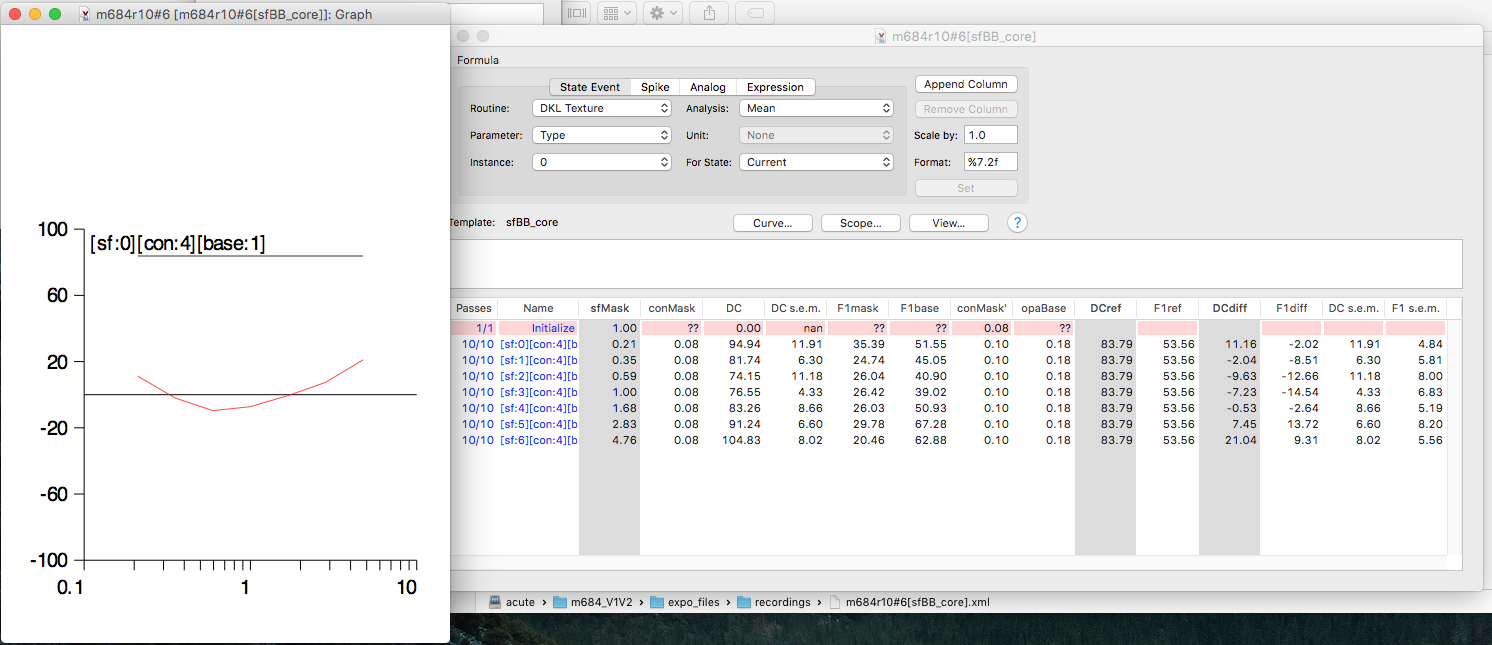 m684r10#6 [m684r10#6[sfBB_core]]: Graph
100
60
20
-20
-60
-100
[sf:0][con:4][base:1]
0.1 1 10
m684r10#6[sfBB_core]
Formula
State Event Spike Analog Expression
Append Column
Routine: DKL Texture Analysis: Mean
Remove Column
Parameter: Type Unit: None
Scale by: 1.0
Instance: 0 For State: Current
Format: %7.2f
Set
Template: sfBB_core
Curve... Scope... View... ?
Passes Name sfMask conMask DC DC s.e.m. F1mask F1base conMask' opaBase DCref F1ref DCdiff F1diff DC s.e.m. F1 s.e.m.
1/1 Initialize 1.00 ?? 0.00 nan ?? ?? 0.08 ??
10/10 [sf:0][con:4][b 0.21 0.08 94.94 11.91 35.39 51.55 0.10 0.18 83.79 53.56 11.16 -2.02 11.91 4.84
10/10 [sf:1][con:4][b 0.35 0.08 81.74 6.30 24.74 45.05 0.10 0.18 83.79 53.56 -2.04 -8.51 6.30 5.81
10/10 [sf:2][con:4][b 0.59 0.08 74.15 11.18 26.04 40.90 0.10 0.18 83.79 53.56 -9.63 -12.66 11.18 8.00
10/10 [sf:3][con:4][b 1.00 0.08 76.55 4.33 26.42 39.02 0.10 0.18 83.79 53.56 -7.23 -14.54 4.33 6.83
10/10 [sf:4][con:4][b 1.68 0.08 83.26 8.66 26.03 50.93 0.10 0.18 83.79 53.56 -0.53 -2.64 8.66 5.19
10/10 [sf:5][con:4][b 2.83 0.08 91.24 6.60 29.78 67.28 0.10 0.18 83.79 53.56 7.45 13.72 6.60 8.20
10/10 [sf:6][con:4][b 4.76 0.08 104.83 8.02 20.46 62.88 0.10 0.18 83.79 53.56 21.04 9.31 8.02 5.56
acute › m684_V1V2 › expo_files › recordings › m684r10#6[sfBB_core].xml